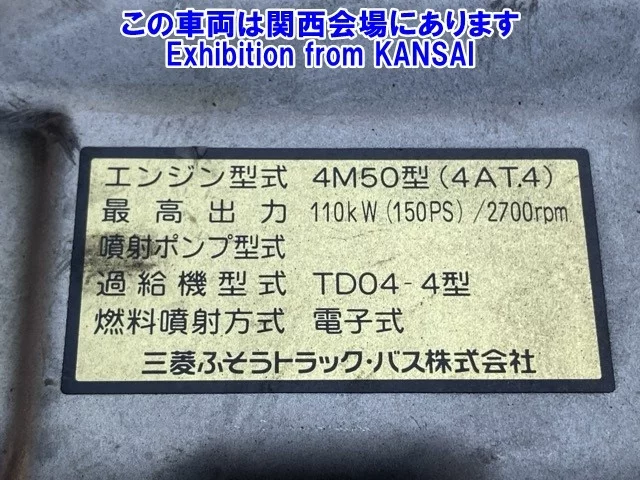 この車両は関西会場にあります
Exhibition from KANSAI
エンジン型式 4M50型(4AT.4)
最高出力 110kW(150PS)/2700rpm
噴射ポンプ型式
過給機型式 TD04-4型
燃料噴射方式 電子式
三菱ふそうトラック・バス株式会社